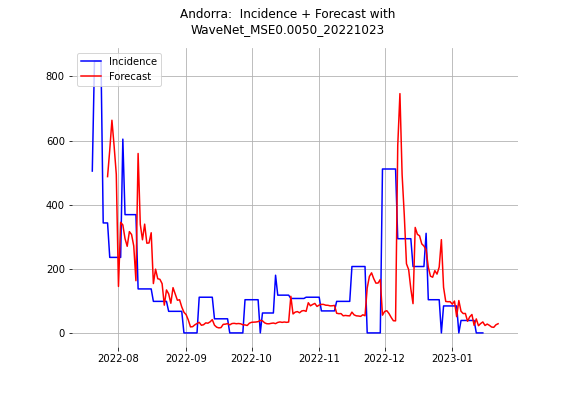 Andorra:  Incidence + Forecast with
WaveNet_MSE0.0050_20221023
Incidence
Forecast
800
600
400
200
0
2022-08 2022-09 2022-10 2022-11 2022-12 2023-01